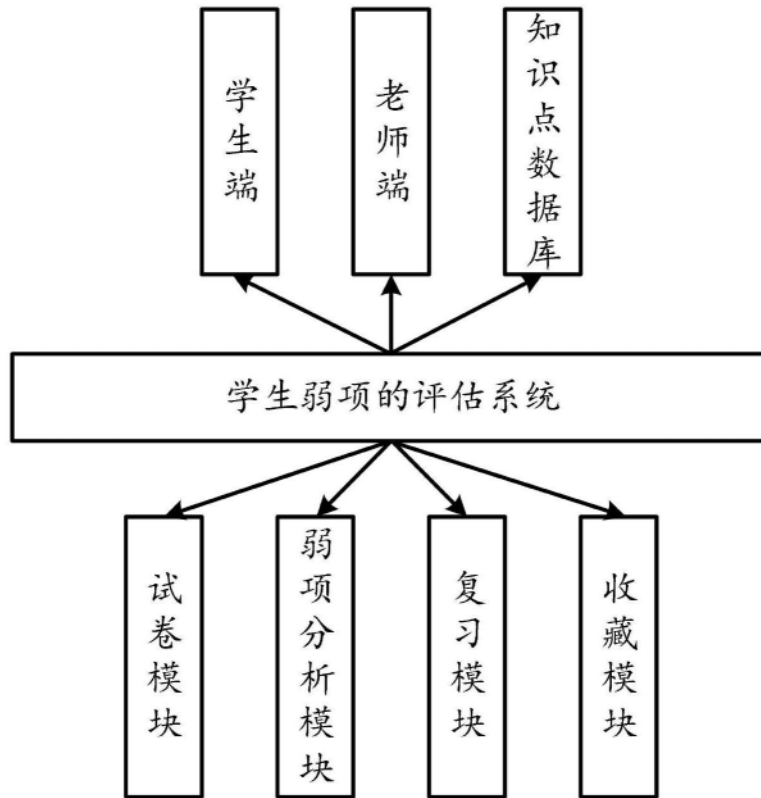 学生端
老师端
知识点数据库
学生弱项的评估系统
试卷模块
弱项分析模块
复习模块
收藏模块